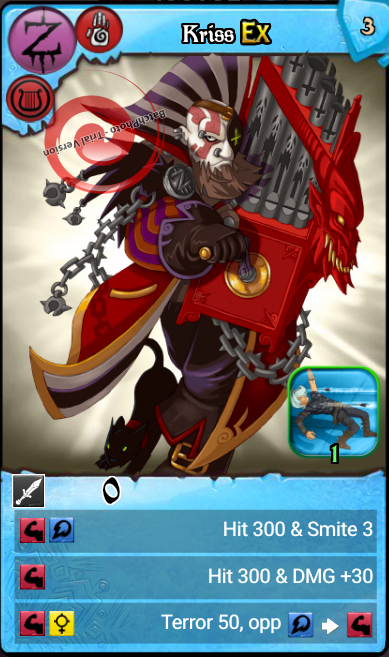 Z
Kriss EX
3
BatchPhoto - Trial Version
1
0
Hit 300 & Smite 3
Hit 300 & DMG +30
Terror 50, opp